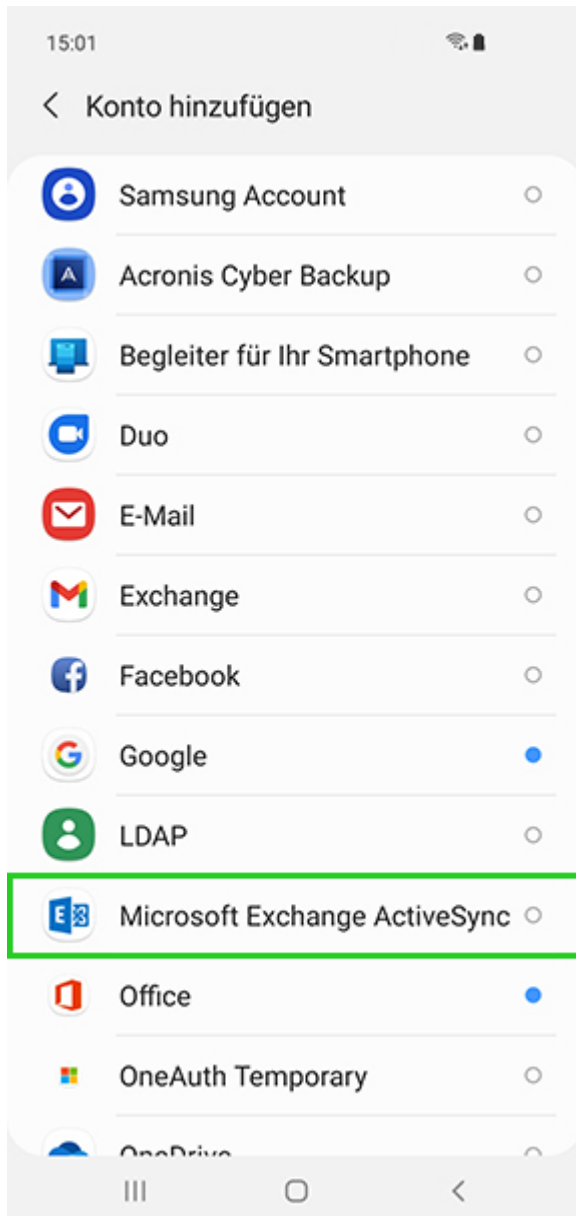 15:01
Konto hinzufügen
Samsung Account
Acronis Cyber Backup
Begleiter für Ihr Smartphone
Duo
E-Mail
Exchange
Facebook
Google
LDAP
Microsoft Exchange ActiveSync
Office
OneAuth Temporary
OneDrive